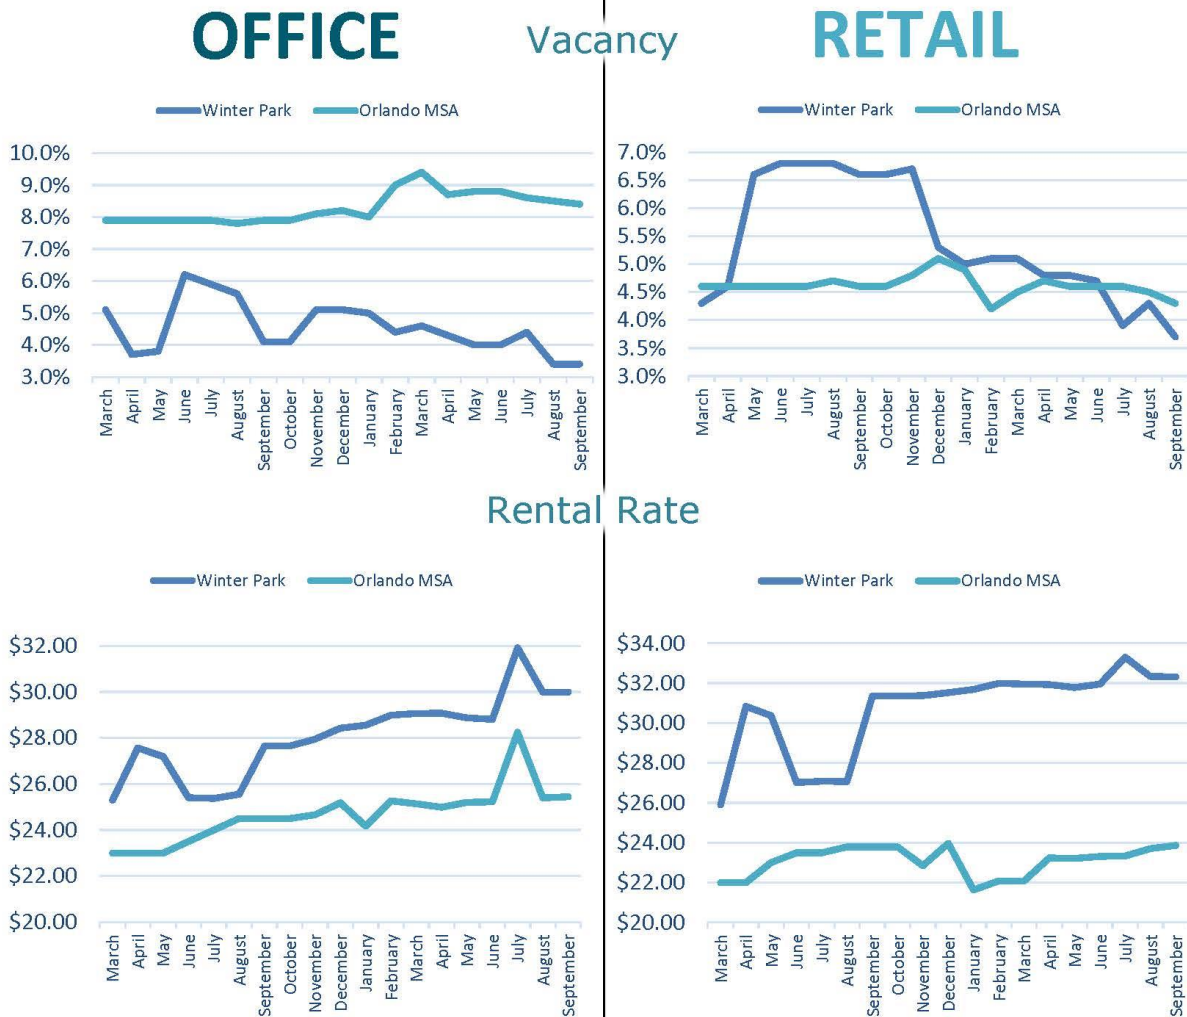 OFFICE
Vacancy
RETAIL
Winter Park
Orlando MSA
10.0%
9.0%
8.0%
7.0%
6.0%
5.0%
4.0%
3.0%
March
April
May
June
July
August
September
October
November
December
January
February
March
April
May
June
July
August
September
Winter Park
Orlando MSA
7.0%
6.5%
6.0%
5.5%
5.0%
4.5%
4.0%
3.5%
3.0%
March
April
May
June
July
August
September
October
November
December
January
February
March
April
May
June
July
August
September
Rental Rate
Winter Park
Orlando MSA
$32.00
$30.00
$28.00
$26.00
$24.00
$22.00
$20.00
March
April
May
June
July
August
September
October
November
December
January
February
March
April
May
June
July
August
September
Winter Park
Orlando MSA
$34.00
$32.00
$30.00
$28.00
$26.00
$24.00
$22.00
$20.00
March
April
May
June
July
August
September
October
November
December
January
February
March
April
May
June
July
August
September